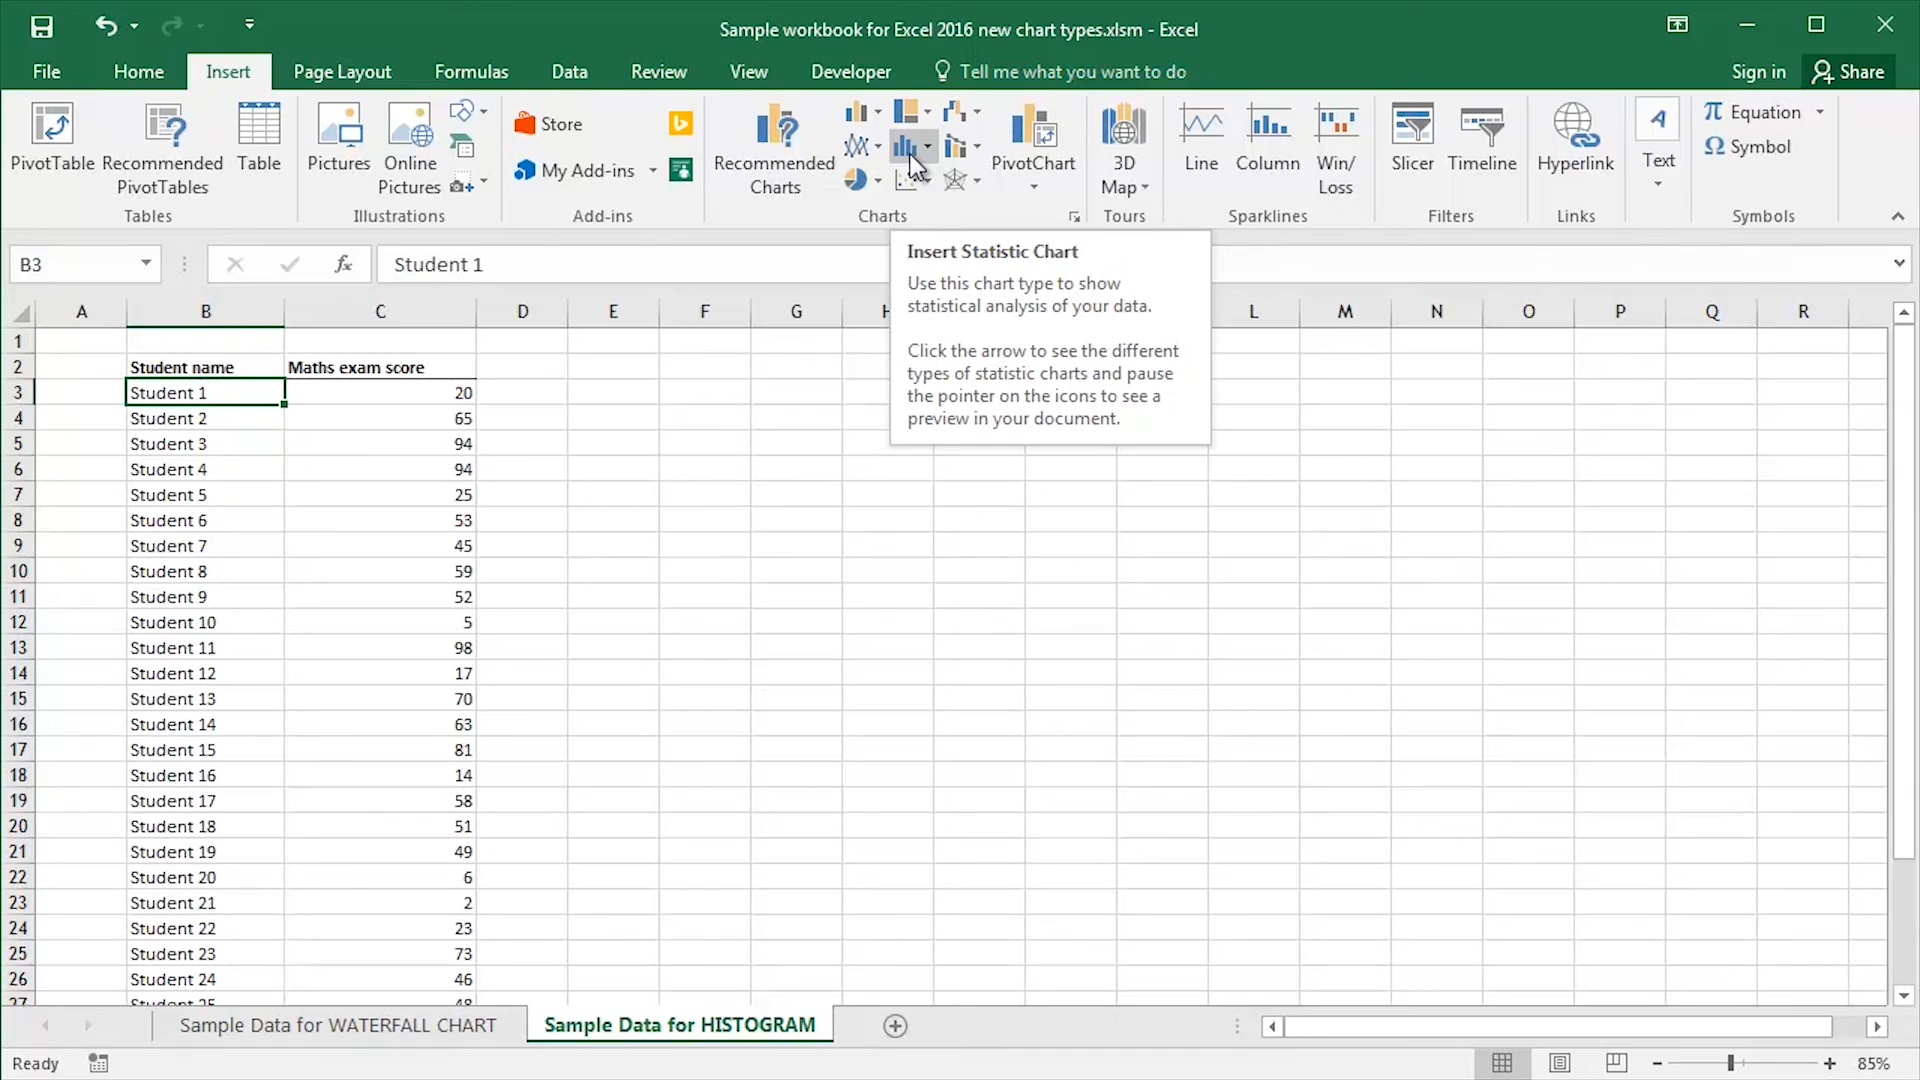 Sample workbook for Excel 2016 new chart types.xlsm - Excel
File Home Insert Page Layout Formulas Data Review View Developer Tell me what you want to do Sign in Share
PivotTable Recommended PivotTables Table Pictures Online Pictures Store My Add-ins Recommended Charts PivotChart 3D Map Line Column Win/Loss Slicer Timeline Hyperlink A Text π Equation Ω Symbol
Tables Illustrations Add-ins Charts Tours Sparklines Filters Links Symbols
B3 fx Student 1
Insert Statistic Chart
Use this chart type to show
statistical analysis of your data.
Click the arrow to see the different
types of statistic charts and pause
the pointer on the icons to see a
preview in your document.
A B C D E F G H L M N O P Q R
1
2 Student name Maths exam score
3 Student 1 20
4 Student 2 65
5 Student 3 94
6 Student 4 94
7 Student 5 25
8 Student 6 53
9 Student 7 45
10 Student 8 59
11 Student 9 52
12 Student 10 5
13 Student 11 98
14 Student 12 17
15 Student 13 70
16 Student 14 63
17 Student 15 81
18 Student 16 14
19 Student 17 58
20 Student 18 51
21 Student 19 49
22 Student 20 6
23 Student 21 2
24 Student 22 23
25 Student 23 73
26 Student 24 46
27 Student 25 48
Sample Data for WATERFALL CHART Sample Data for HISTOGRAM
Ready 85%